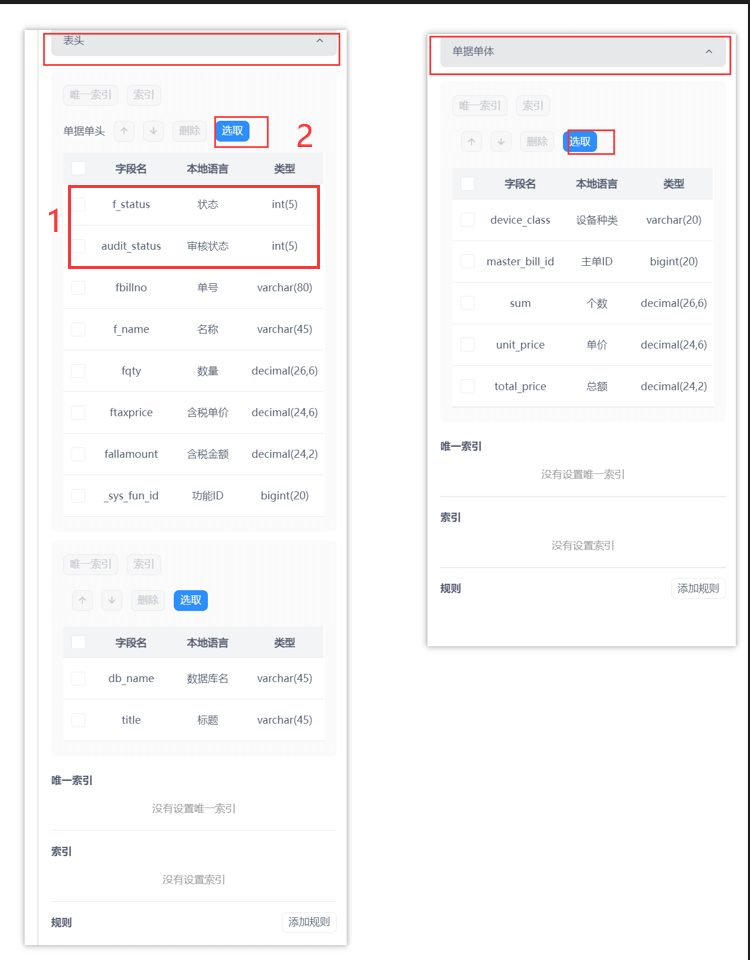 表头
唯一索引 索引
单据单头 ↑ ↓ 删除 选取 2
字段名 本地语言 类型
1
f_status 状态 int(5)
audit_status 审核状态 int(5)
fbillno 单号 varchar(80)
f_name 名称 varchar(45)
fqty 数量 decimal(26,6)
ftaxprice 含税单价 decimal(24,6)
fallamount 含税金额 decimal(24,2)
_sys_fun_id 功能ID bigint(20)
唯一索引 索引
↑ ↓ 删除 选取
字段名 本地语言 类型
db_name 数据库名 varchar(45)
title 标题 varchar(45)
唯一索引
没有设置唯一索引
索引
没有设置索引
规则 添加规则
单据单体
唯一索引 索引
↑ ↓ 删除 选取
字段名 本地语言 类型
device_class 设备种类 varchar(20)
master_bill_id 主单ID bigint(20)
sum 个数 decimal(26,6)
unit_price 单价 decimal(24,6)
total_price 总额 decimal(24,2)
唯一索引
没有设置唯一索引
索引
没有设置索引
规则 添加规则